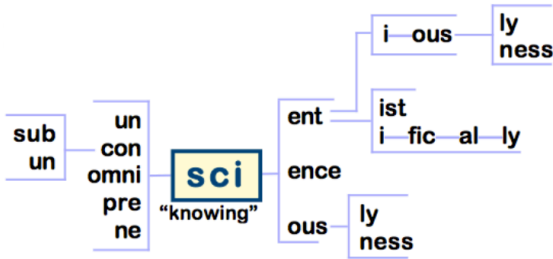 sub
un
un
con
omni
pre
ne
sci
“knowing”
ent
ence
ous
i—ous
ly
ness
ist
i—fic—al—ly
ly
ness